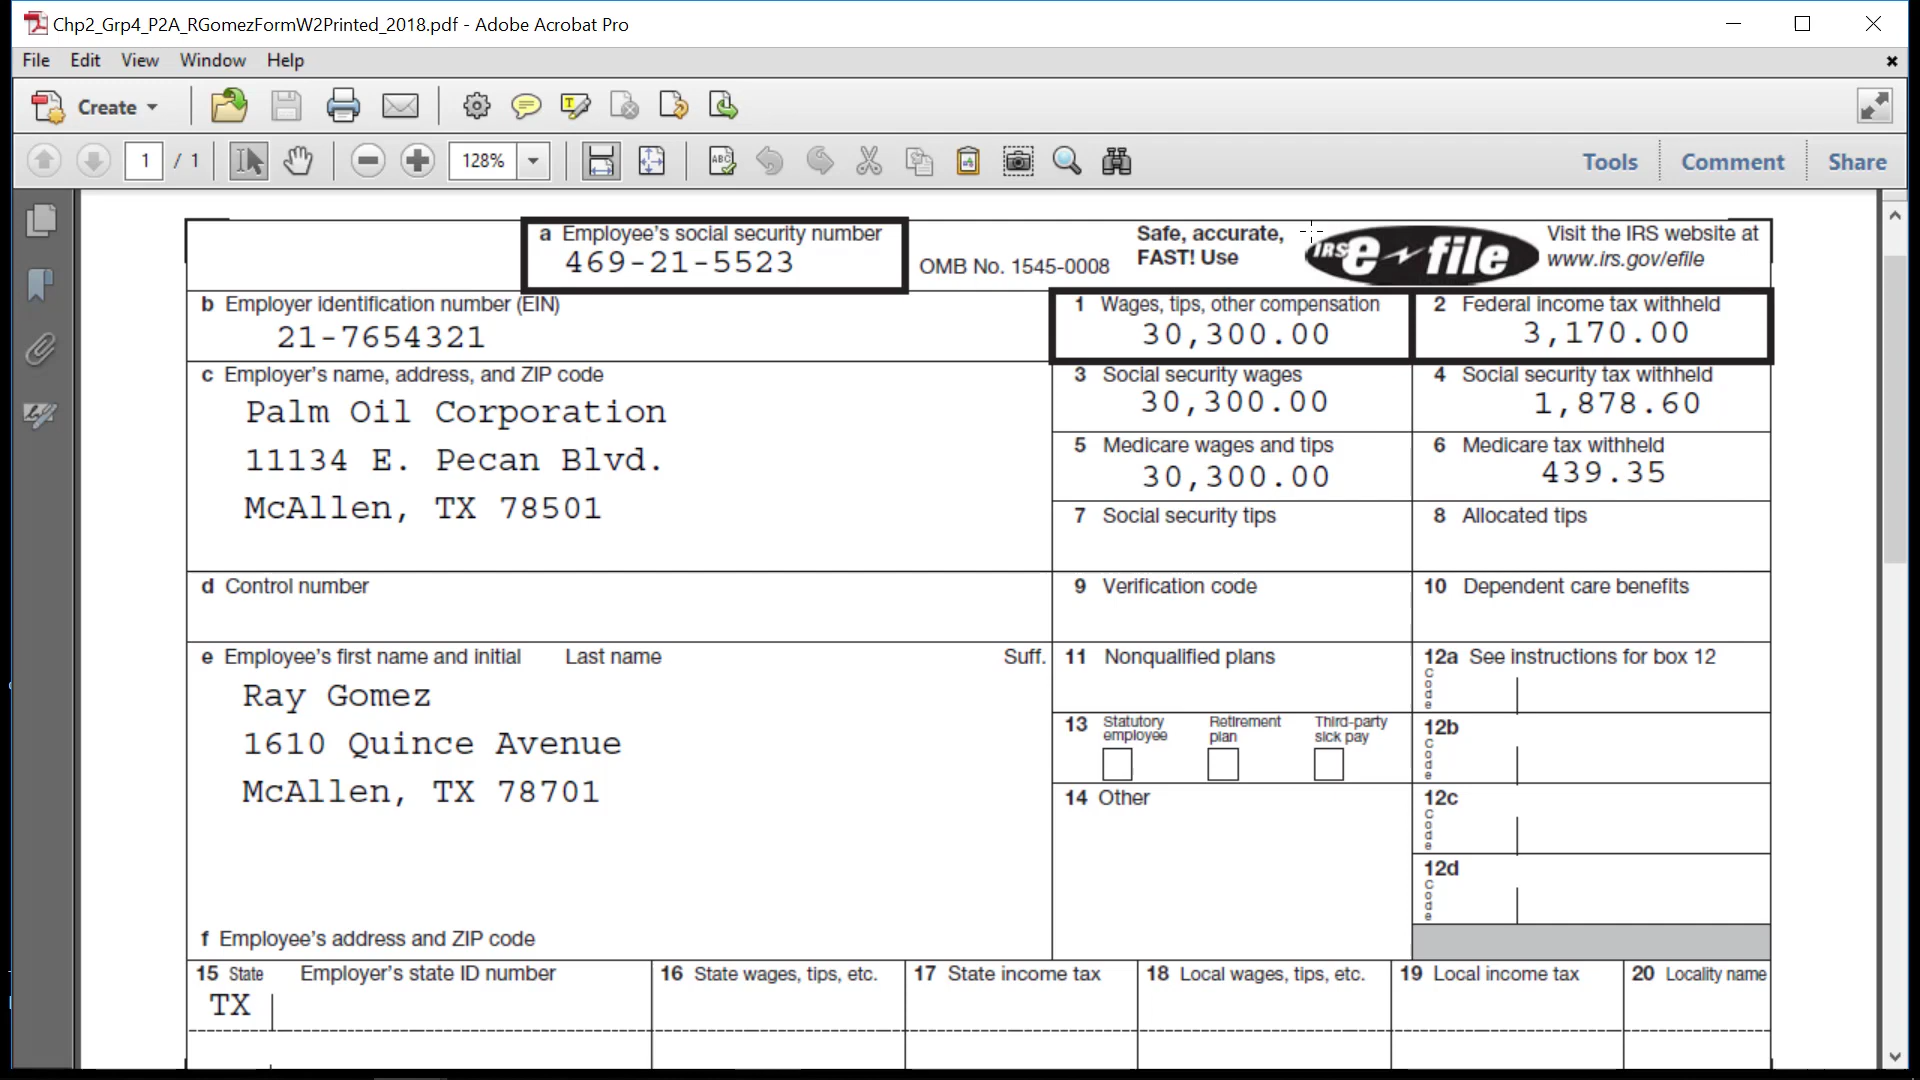 Chp2_Grp4_P2A_RGomezFormW2Printed_2018.pdf - Adobe Acrobat Pro
File Edit View Window Help
Create
1 / 1 128% Tools Comment Share
a Employee's social security number
469-21-5523
OMB No. 1545-0008
Safe, accurate,
FAST! Use
IRS e file
Visit the IRS website at
www.irs.gov/efile
b Employer identification number (EIN)
21-7654321
1 Wages, tips, other compensation
30,300.00
2 Federal income tax withheld
3,170.00
c Employer's name, address, and ZIP code
Palm Oil Corporation
11134 E. Pecan Blvd.
McAllen, TX 78501
3 Social security wages
30,300.00
4 Social security tax withheld
1,878.60
5 Medicare wages and tips
30,300.00
6 Medicare tax withheld
439.35
7 Social security tips
8 Allocated tips
d Control number
9 Verification code
10 Dependent care benefits
e Employee's first name and initial Last name Suff.
Ray Gomez
1610 Quince Avenue
McAllen, TX 78701
f Employee's address and ZIP code
11 Nonqualified plans
12a See instructions for box 12
Code
13 Statutory employee Retirement plan Third-party sick pay
12b
Code
14 Other
12c
Code
12d
Code
15 State Employer's state ID number
TX
16 State wages, tips, etc.
17 State income tax
18 Local wages, tips, etc.
19 Local income tax
20 Locality name